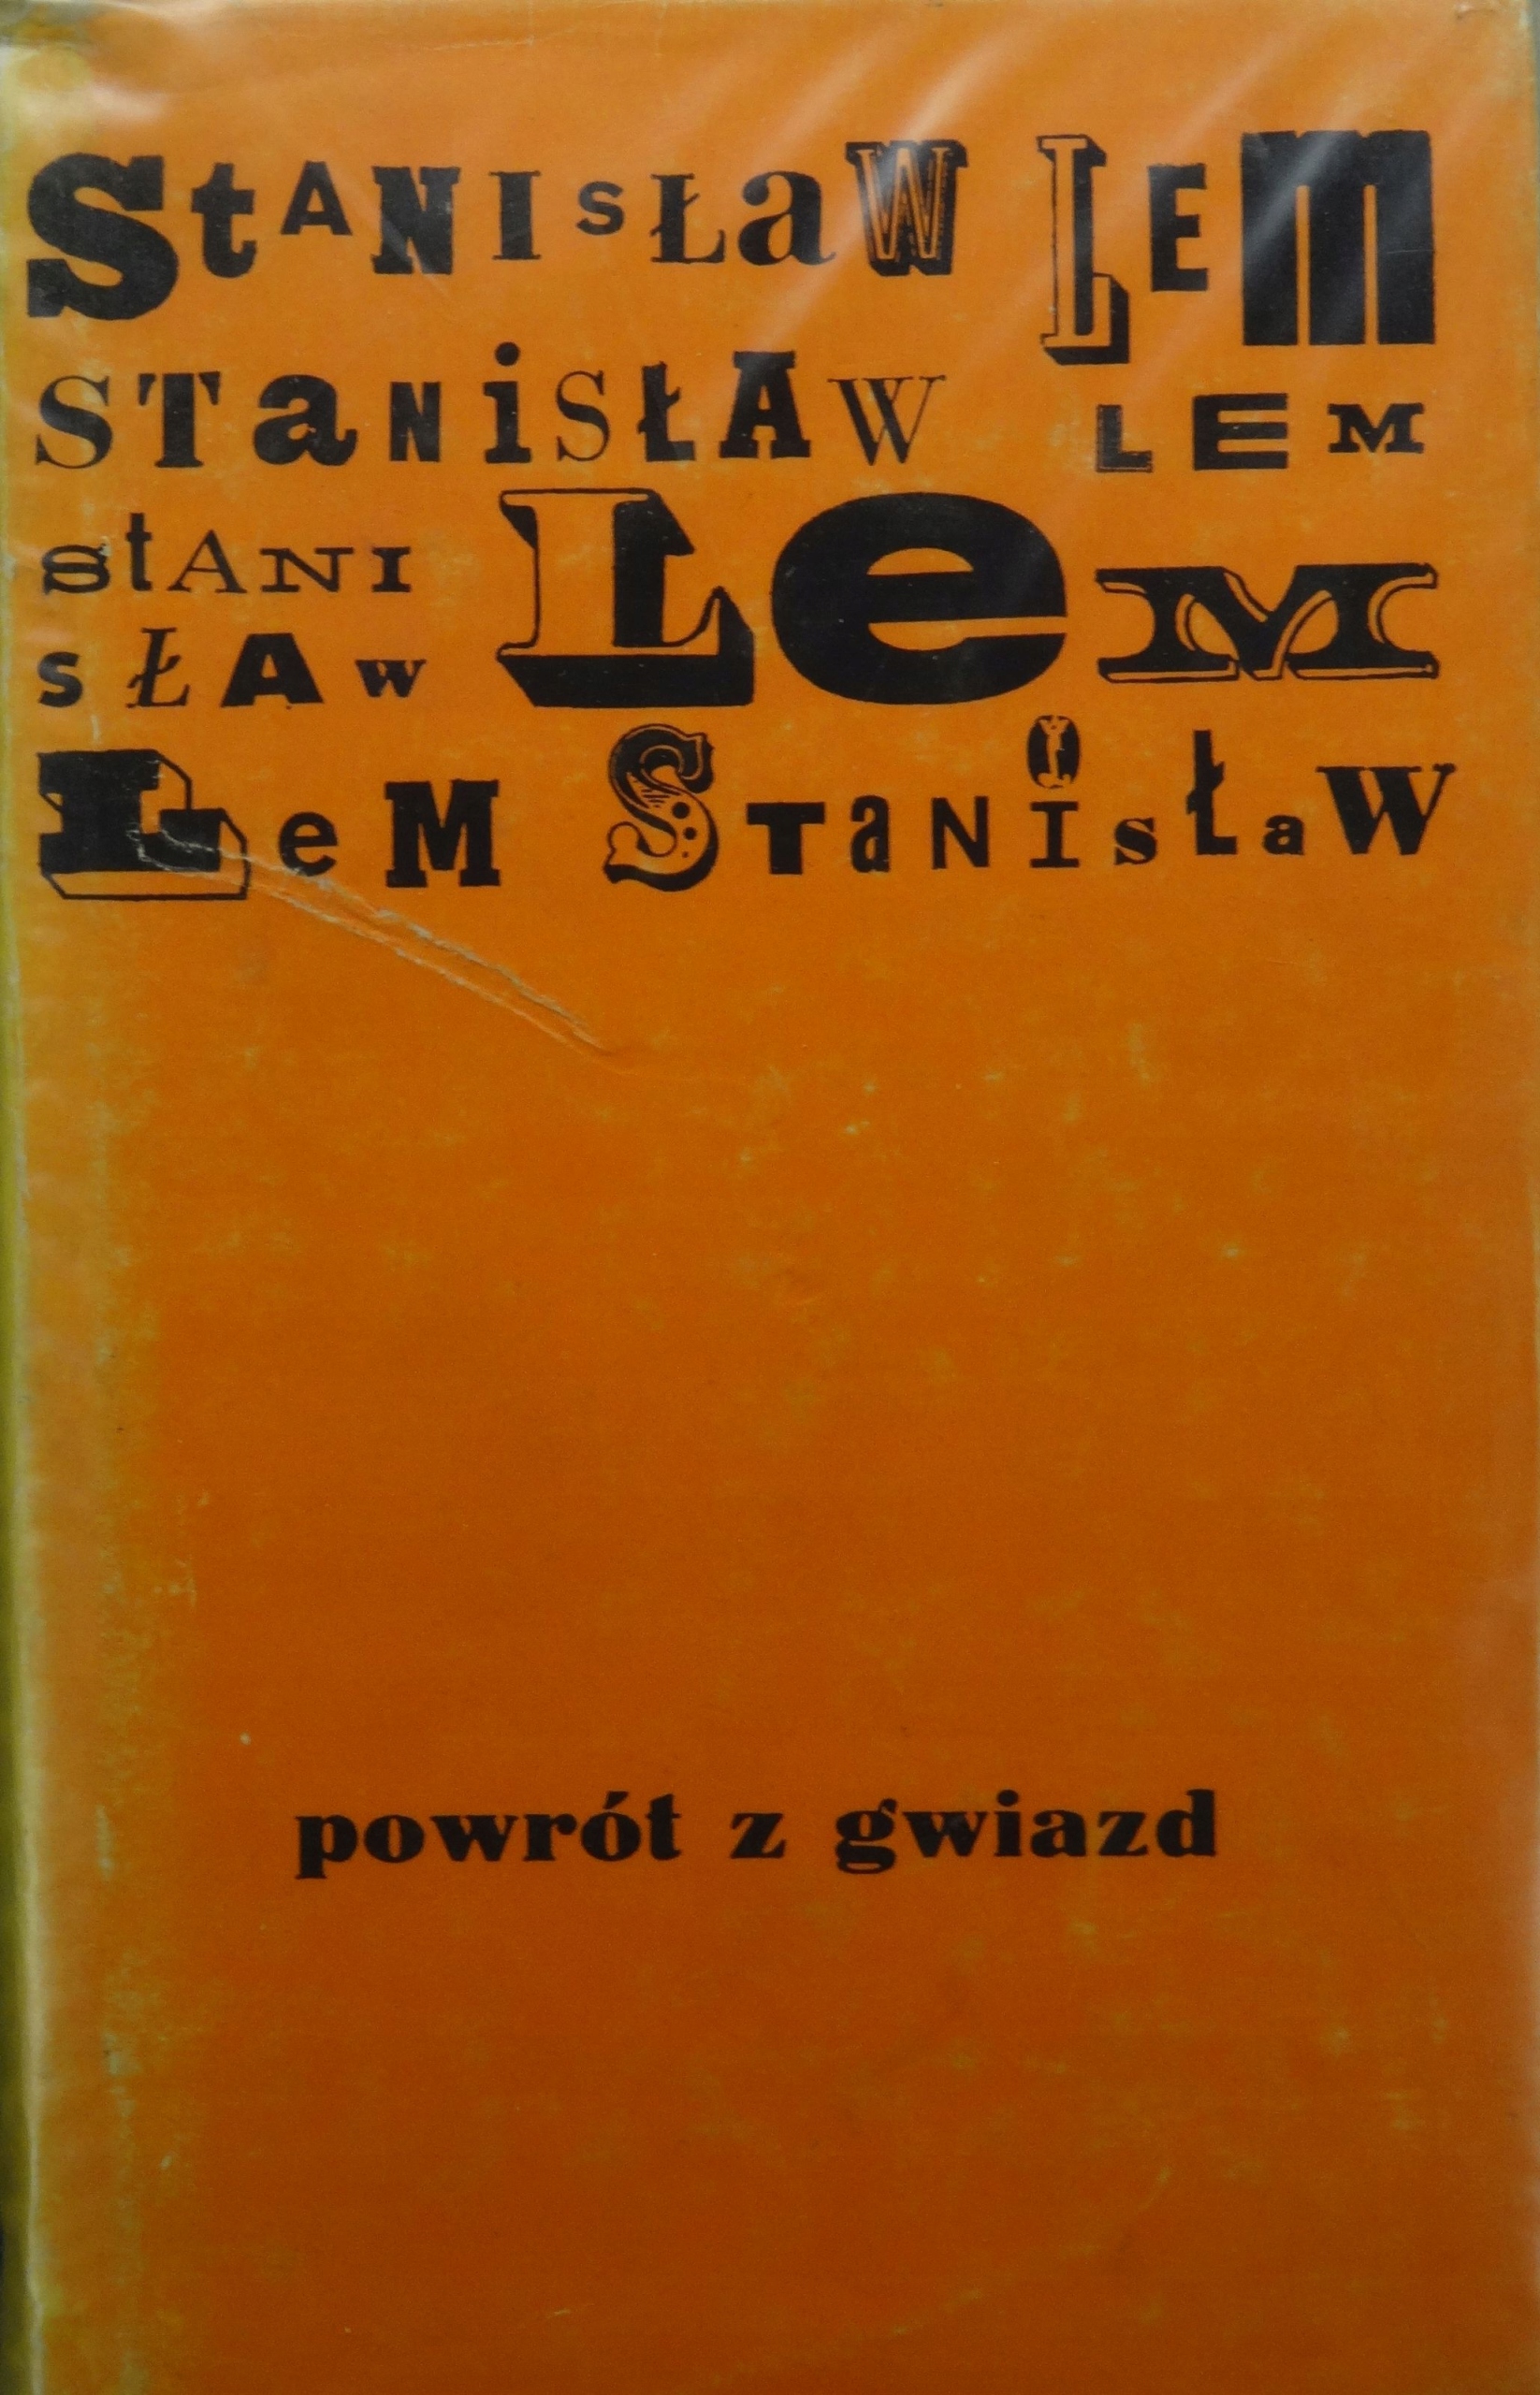 StANIsŁaW LEm
STaNiSŁAW LEM
StANI LeM
sŁAw
LeM STaNIsŁaW
powrót z gwiazd